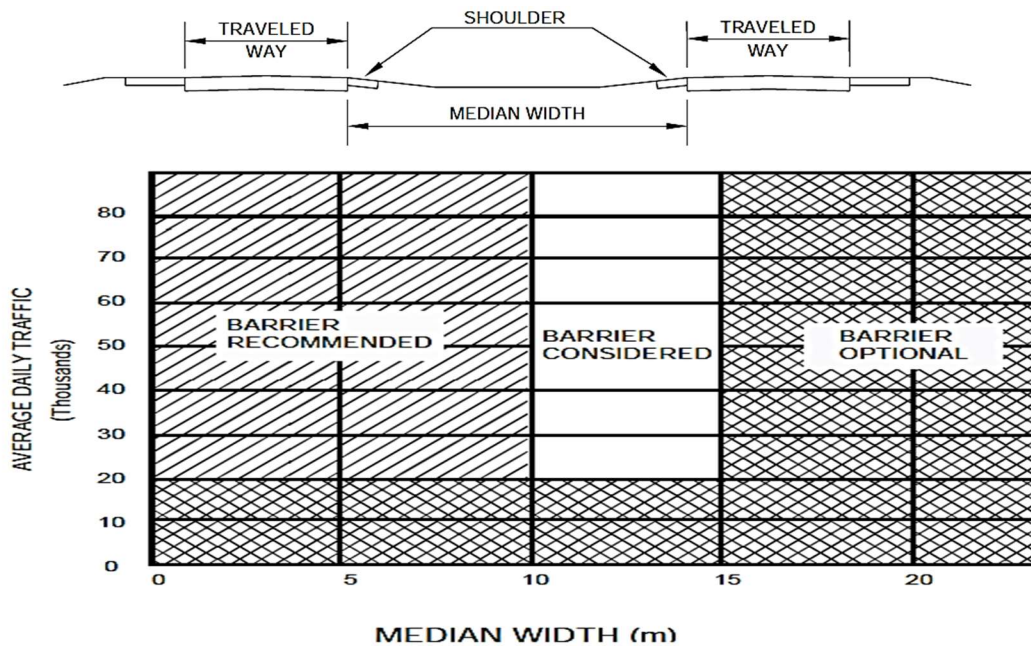 SHOULDER
TRAVELED
WAY
TRAVELED
WAY
MEDIAN WIDTH
AVERAGE DAILY TRAFFIC
(Thousands)
80
70
60
50
40
30
20
10
0
BARRIER
RECOMMENDED
BARRIER
CONSIDERED
BARRIER
OPTIONAL
0
5
10
15
20
MEDIAN WIDTH (m)